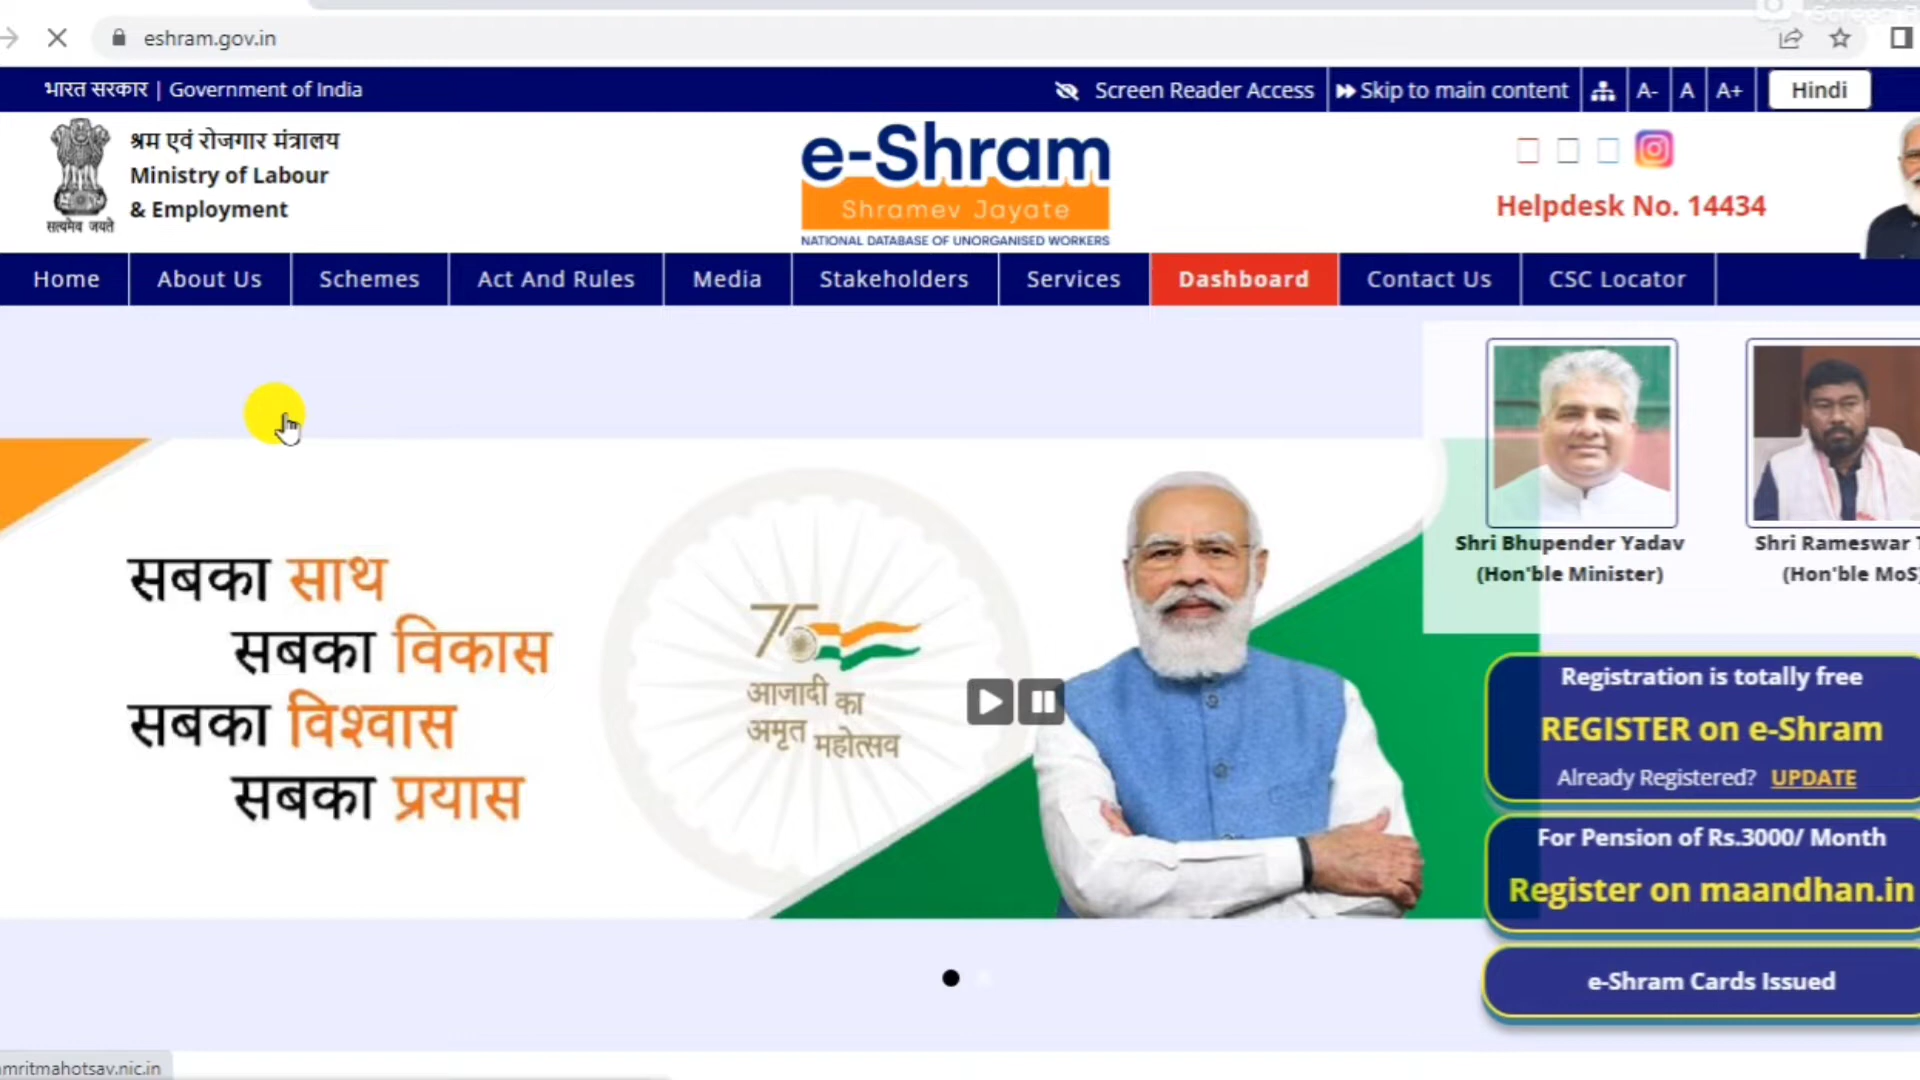 eshram.gov.in
भारत सरकार | Government of India
Screen Reader Access
Skip to main content
A-
A
A+
Hindi
श्रम एवं रोजगार मंत्रालय
Ministry of Labour
& Employment
सत्यमेव जयते
e-Shram
Shramev Jayate
NATIONAL DATABASE OF UNORGANISED WORKERS
Helpdesk No. 14434
Home
About Us
Schemes
Act And Rules
Media
Stakeholders
Services
Dashboard
Contact Us
CSC Locator
सबका साथ
सबका विकास
सबका विश्वास
सबका प्रयास
75
आजादी का
अमृत महोत्सव
Shri Bhupender Yadav
(Hon'ble Minister)
Shri Rameswar T
(Hon'ble MoS)
Registration is totally free
REGISTER on e-Shram
Already Registered? UPDATE
For Pension of Rs.3000/ Month
Register on maandhan.in
e-Shram Cards Issued
amritmahotsav.nic.in